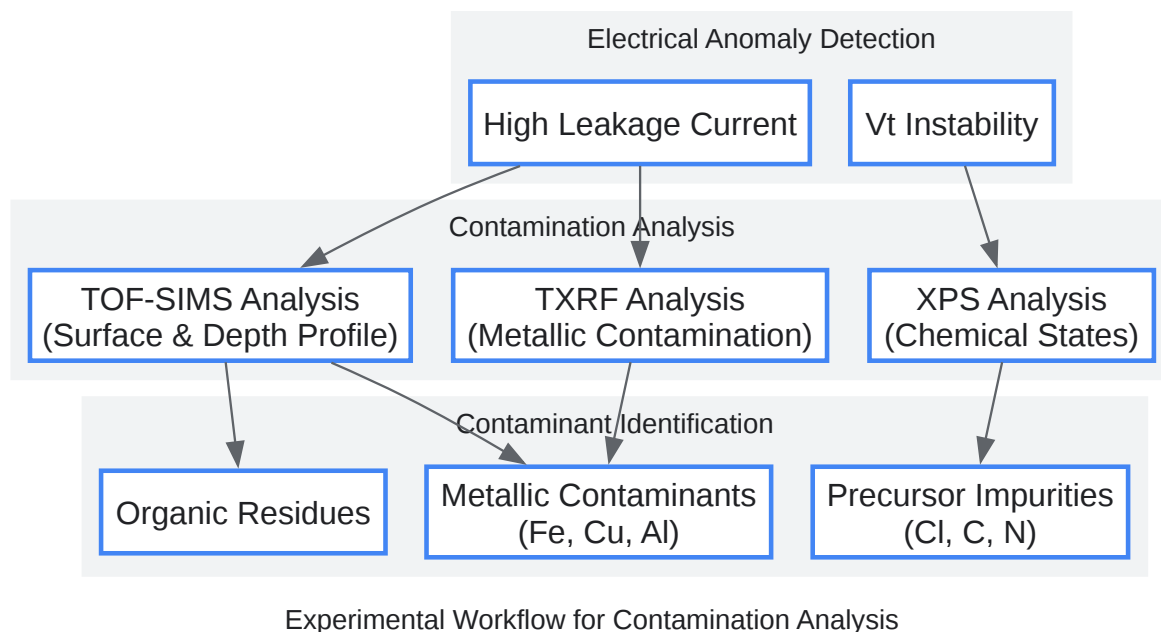 Electrical Anomaly Detection
High Leakage Current
Vt Instability
Contamination Analysis
TOF-SIMS Analysis
(Surface & Depth Profile)
TXRF Analysis
(Metallic Contamination)
XPS Analysis
(Chemical States)
Contaminant Identification
Organic Residues
Metallic Contaminants
(Fe, Cu, Al)
Precursor Impurities
(Cl, C, N)
Experimental Workflow for Contamination Analysis